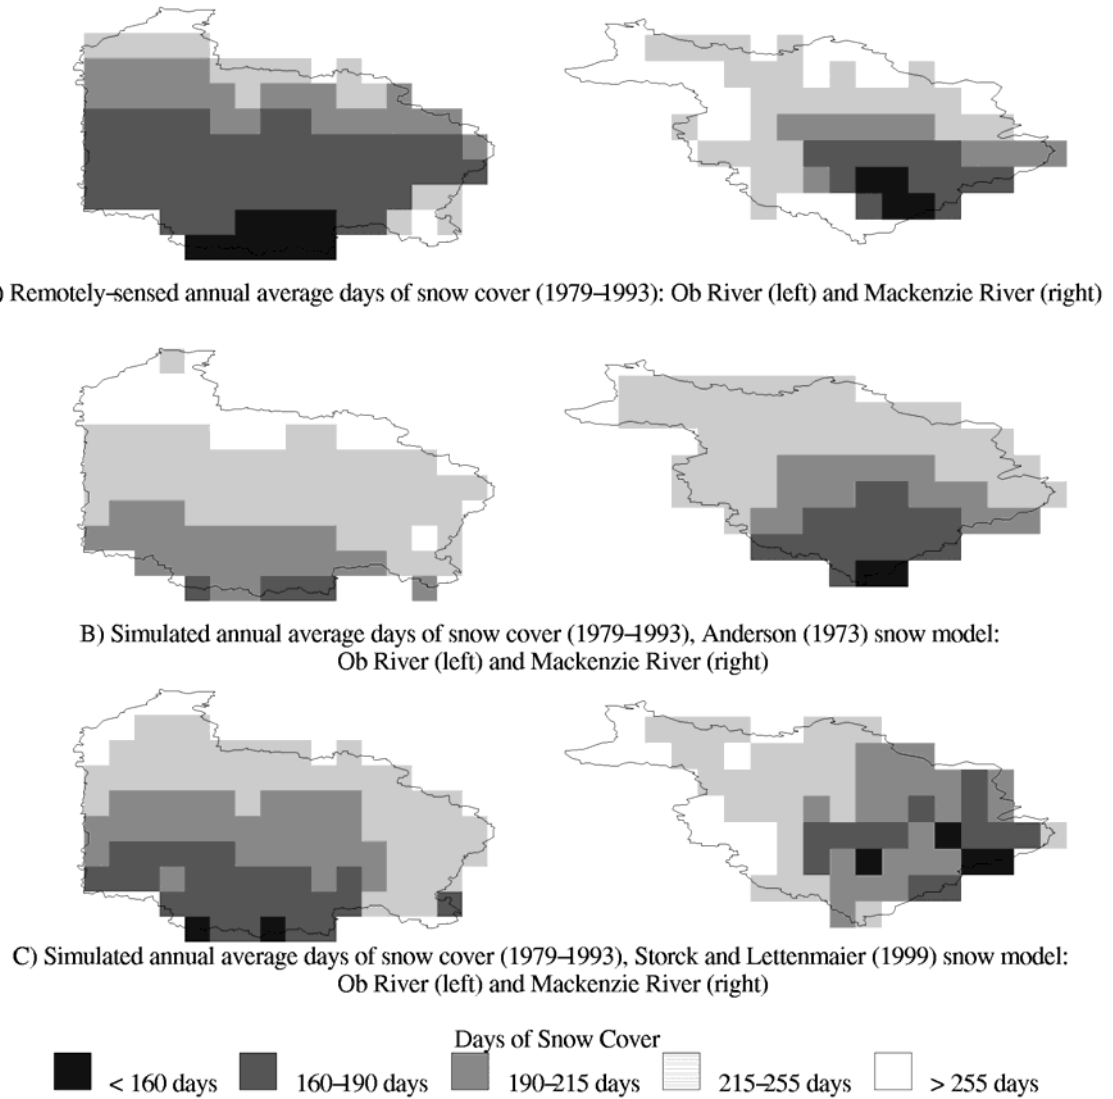 ) Remotely-sensed annual average days of snow cover (1979-1993): Ob River (left) and Mackenzie River (right)
B) Simulated annual average days of snow cover (1979-1993), Anderson (1973) snow model:
Ob River (left) and Mackenzie River (right)
C) Simulated annual average days of snow cover (1979-1993), Storck and Lettenmaier (1999) snow model:
Ob River (left) and Mackenzie River (right)
Days of Snow Cover
< 160 days 160-190 days 190-215 days 215-255 days > 255 days